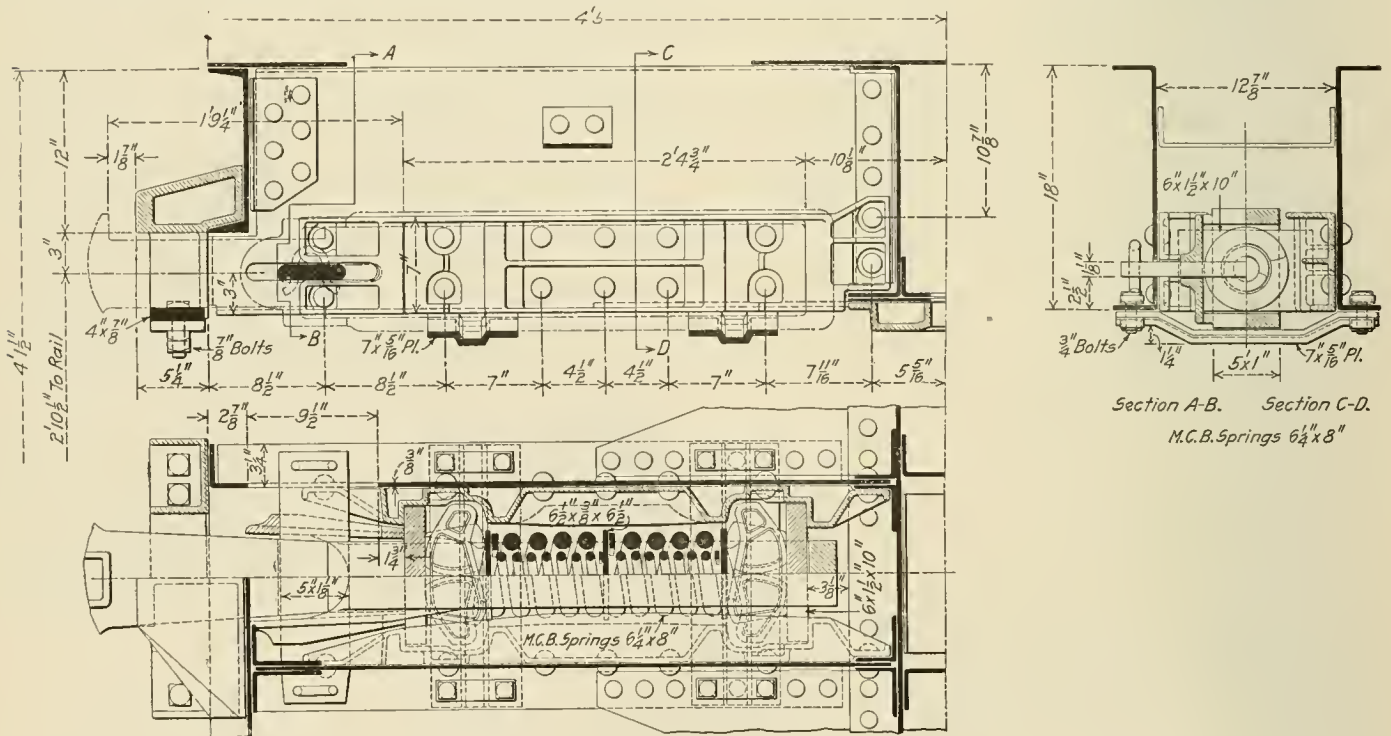 4'5
A
C
1'9¼"
1⅞"
12"
3"
4'1½"
2'10½" To Rail
2'4¾"
10⅛"
10⅞"
7"
3"
4"x⅞"
⅞" Bolts
B
7"x5/16" Pl.
D
5¼"
8½"
8½"
7"
4½"
4½"
7"
7 11/16"
5 5/16"
12⅞"
18"
6"x1½"x10"
1⅛"
2½"
¾" Bolts
1¼"
5"x1"
7"x5/16" Pl.
Section A-B. Section C-D.
M.C.B. Springs 6¼"x8"
2⅞"
9½"
3¼"
⅜"
6½"x⅜"x6½"
1¾"
5"x1⅛"
3⅛"
6"x1½"x10"
M.C.B. Springs 6¼"x8"